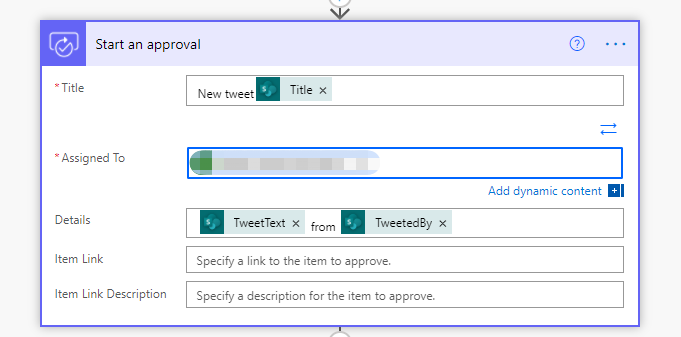 Start an approval
* Title
New tweet Title ×
* Assigned To
Add dynamic content
Details
TweetText × from TweetedBy ×
Item Link
Specify a link to the item to approve.
Item Link Description
Specify a description for the item to approve.